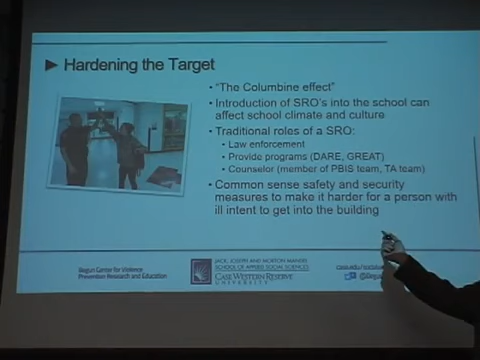 ► Hardening the Target
• "The Columbine effect"
• Introduction of SRO's into the school can
affect school climate and culture
• Traditional roles of a SRO:
• Law enforcement
• Provide programs (DARE, GREAT)
• Counselor (member of PBIS team, TA team)
• Common sense safety and security
measures to make it harder for a person with
ill intent to get into the building
Begun Center for Violence
Prevention Research and Education
JACK, JOSEPH AND MORTON MANDEL
SCHOOL OF APPLIED SOCIAL SCIENCES
CASE WESTERN RESERVE
UNIVERSITY